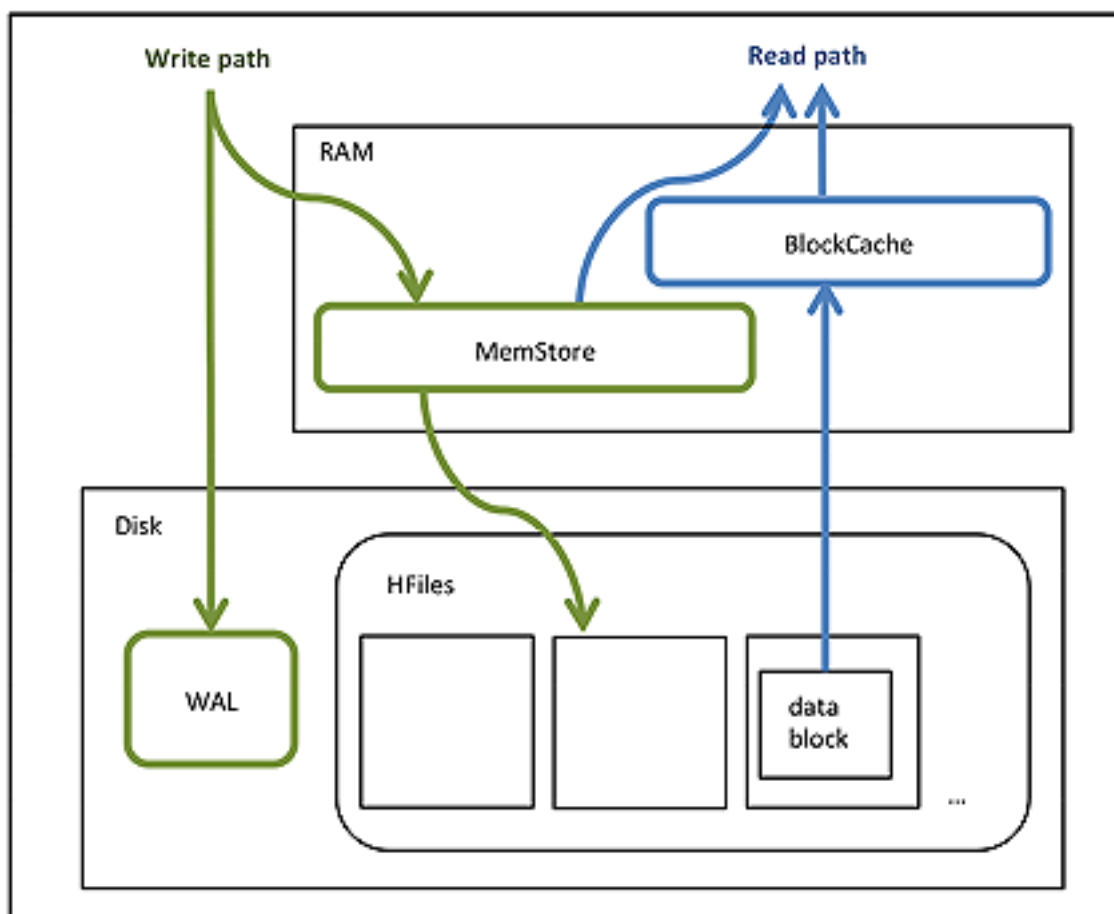 Write path
Read path
RAM
BlockCache
MemStore
Disk
HFiles
WAL
data
block
...